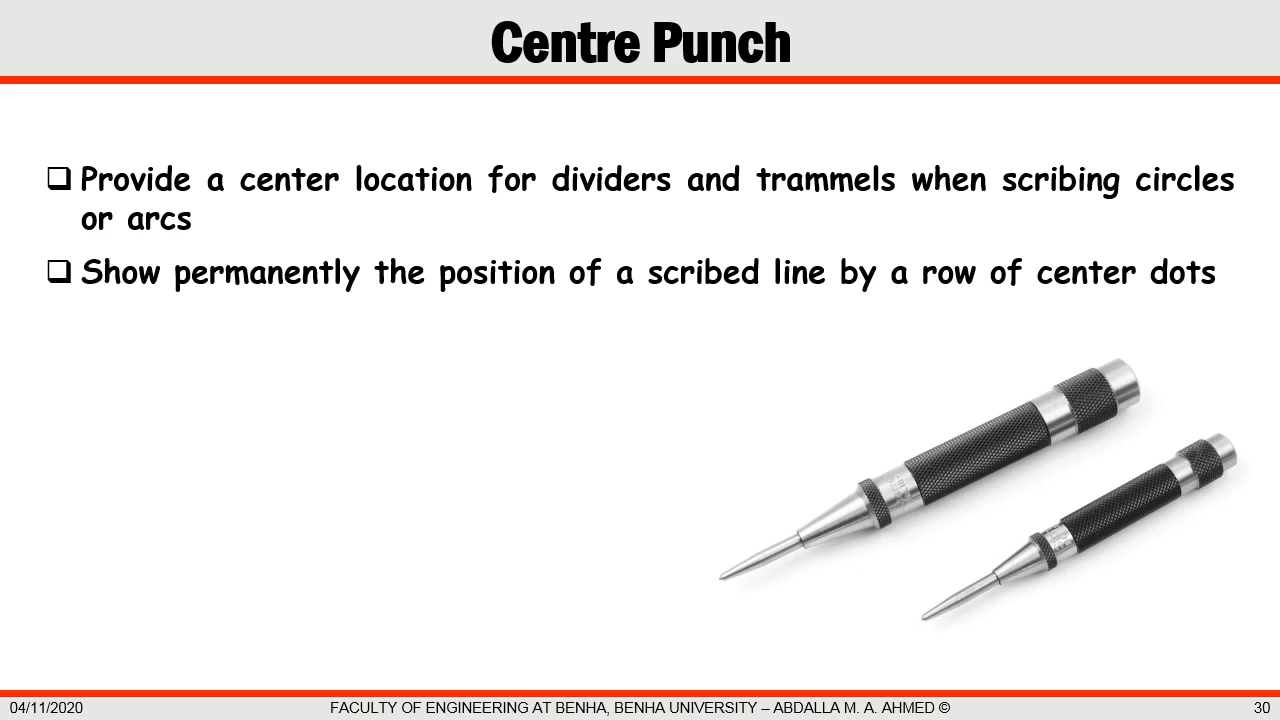 Centre Punch
❑ Provide a center location for dividers and trammels when scribing circles
or arcs
❑ Show permanently the position of a scribed line by a row of center dots
04/11/2020 FACULTY OF ENGINEERING AT BENHA, BENHA UNIVERSITY – ABDALLA M. A. AHMED © 30